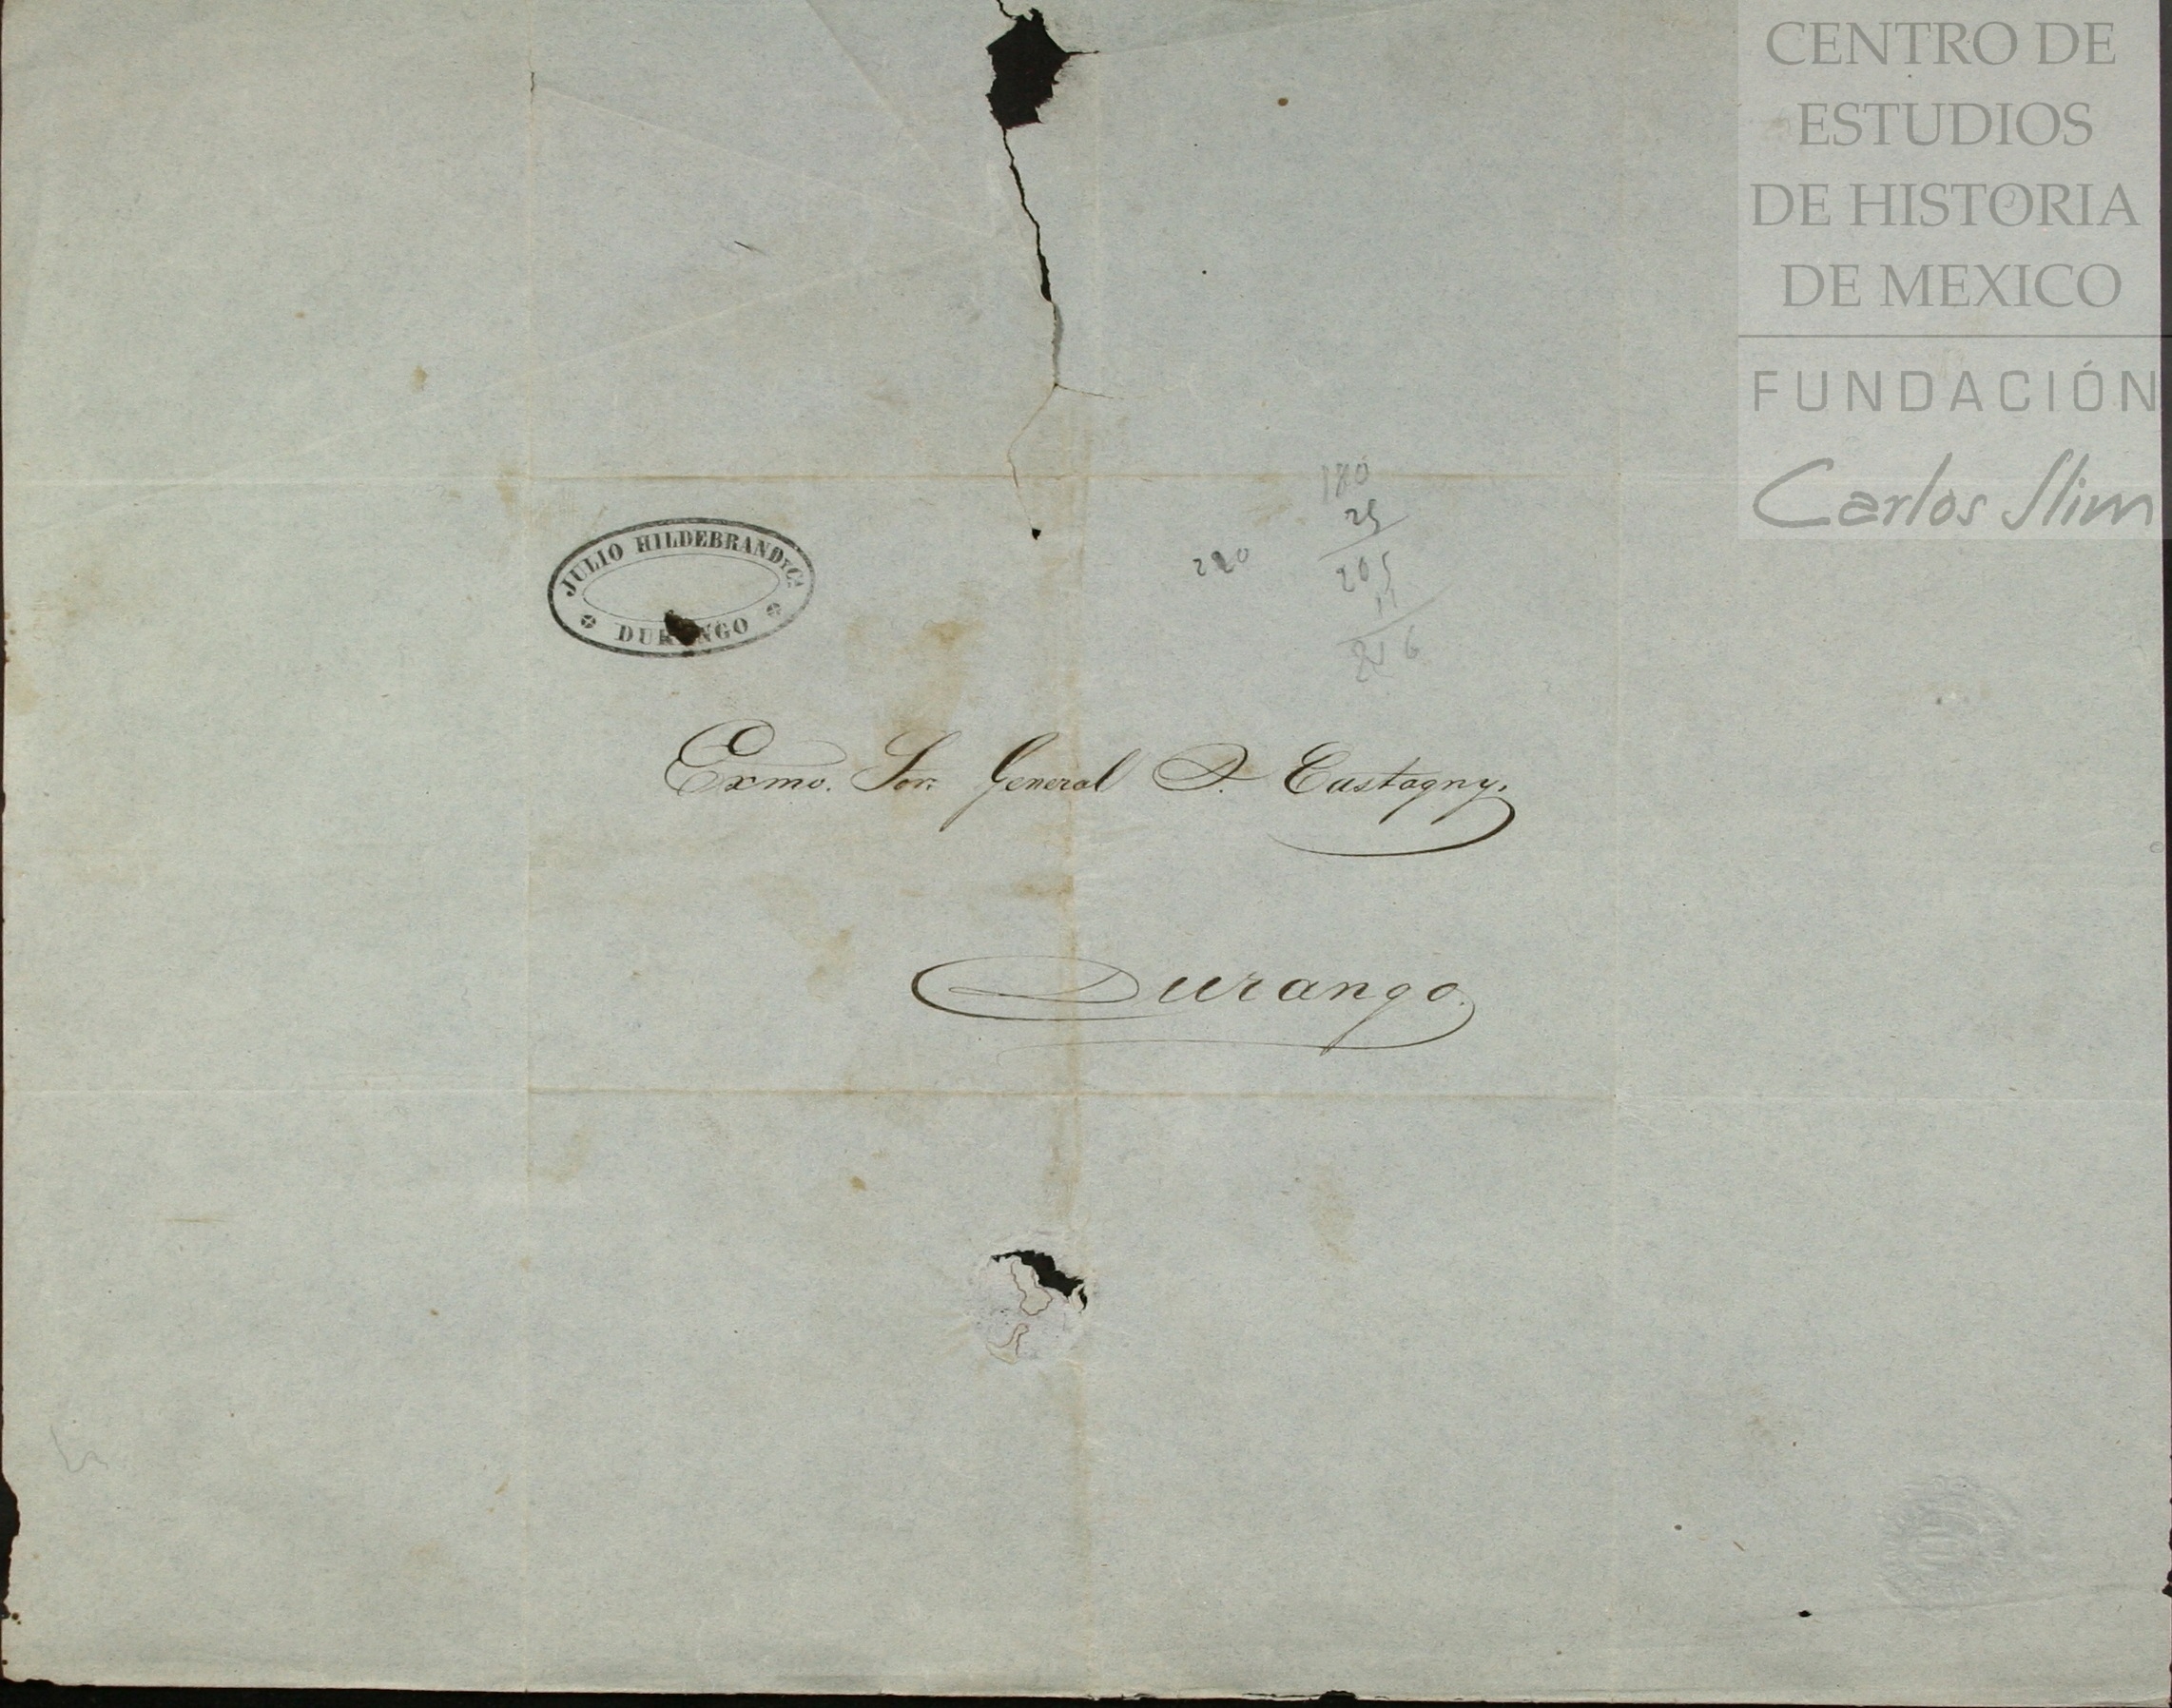 CENTRO DE
ESTUDIOS
DE HISTORIA
DE MEXICO
FUNDACIÓN
Carlos Slim
JULIO HILDEBRAND Y Ca.
DURANGO
180
25
220
205
11
216
Exmo. Sor. General D. Castagny.
Durango.